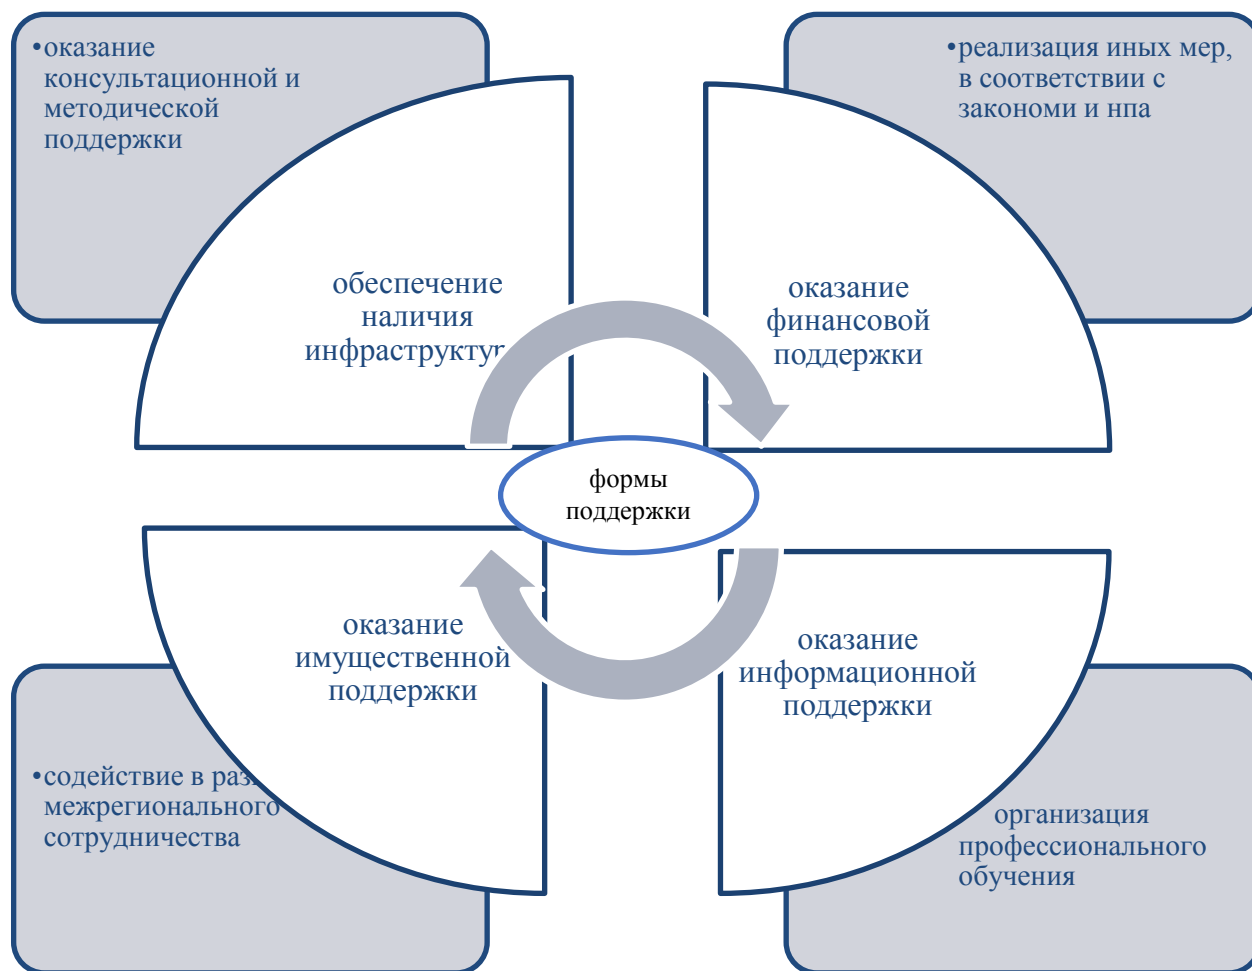 •оказание
консультационной и
методической
поддержки
•реализация иных мер,
в соответствии с
закономи и нпа
обеспечение
наличия
оказание
финансовой
поддержки
формы
поддержки
оказание
имущественной
поддержки
оказание
информационной
поддержки
•содействие в
межрегионального
сотрудничества
организация
профессионального
обучения